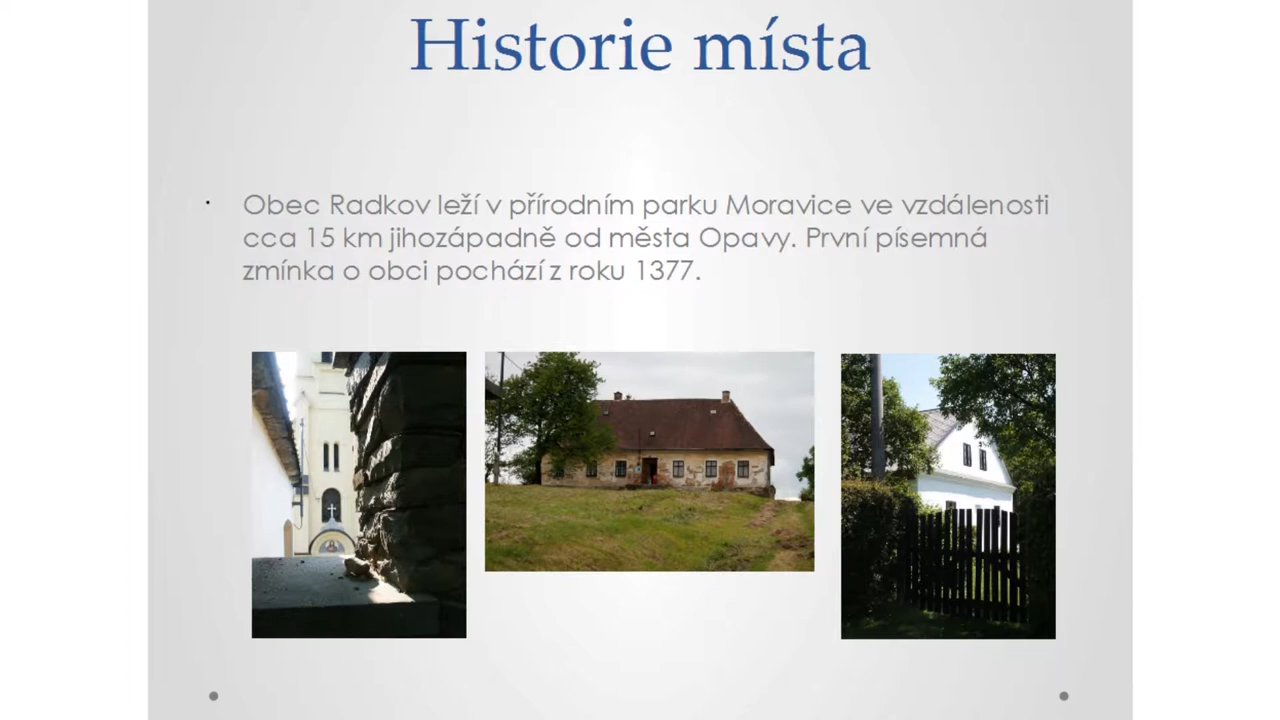 Historie místa
Obec Radkov leží v přírodním parku Moravice ve vzdálenosti
cca 15 km jihozápadně od města Opavy. První písemná
zmínka o obci pochází z roku 1377.